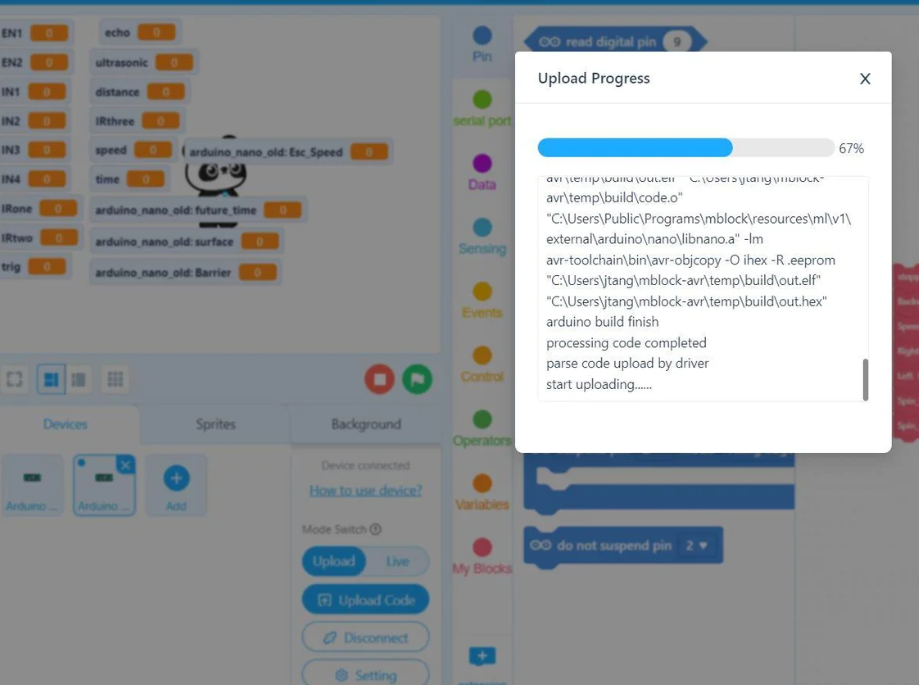 EN1 0
echo 0
EN2 0
ultrasonic 0
IN1 0
distance 0
IN2 0
IRthree 0
IN3 0
speed 0
arduino_nano_old: Esc_Speed 0
IN4 0
time 0
IRone 0
arduino_nano_old: future_time 0
IRtwo 0
arduino_nano_old: surface 0
trig 0
arduino_nano_old: Barrier 0
Devices
Sprites
Background
Arduino ...
Arduino ...
Add
Device connected
How to use device?
Mode Switch
Upload
Live
Upload Code
Disconnect
Setting
Pin
serial port
Data
Sensing
Events
Control
Operators
Variables
My Blocks
read digital pin 9
Upload Progress
X
67%
avr\temp\build\out.elf" "C:\Users\jtang\mblock-
avr\temp\build\code.o"
"C:\Users\Public\Programs\mblock\resources\ml\v1\
external\arduino\nano\libnano.a" -lm
avr-toolchain\bin\avr-objcopy -O ihex -R .eeprom
"C:\Users\jtang\mblock-avr\temp\build\out.elf"
"C:\Users\jtang\mblock-avr\temp\build\out.hex"
arduino build finish
processing code completed
parse code upload by driver
start uploading......
do not suspend pin 2